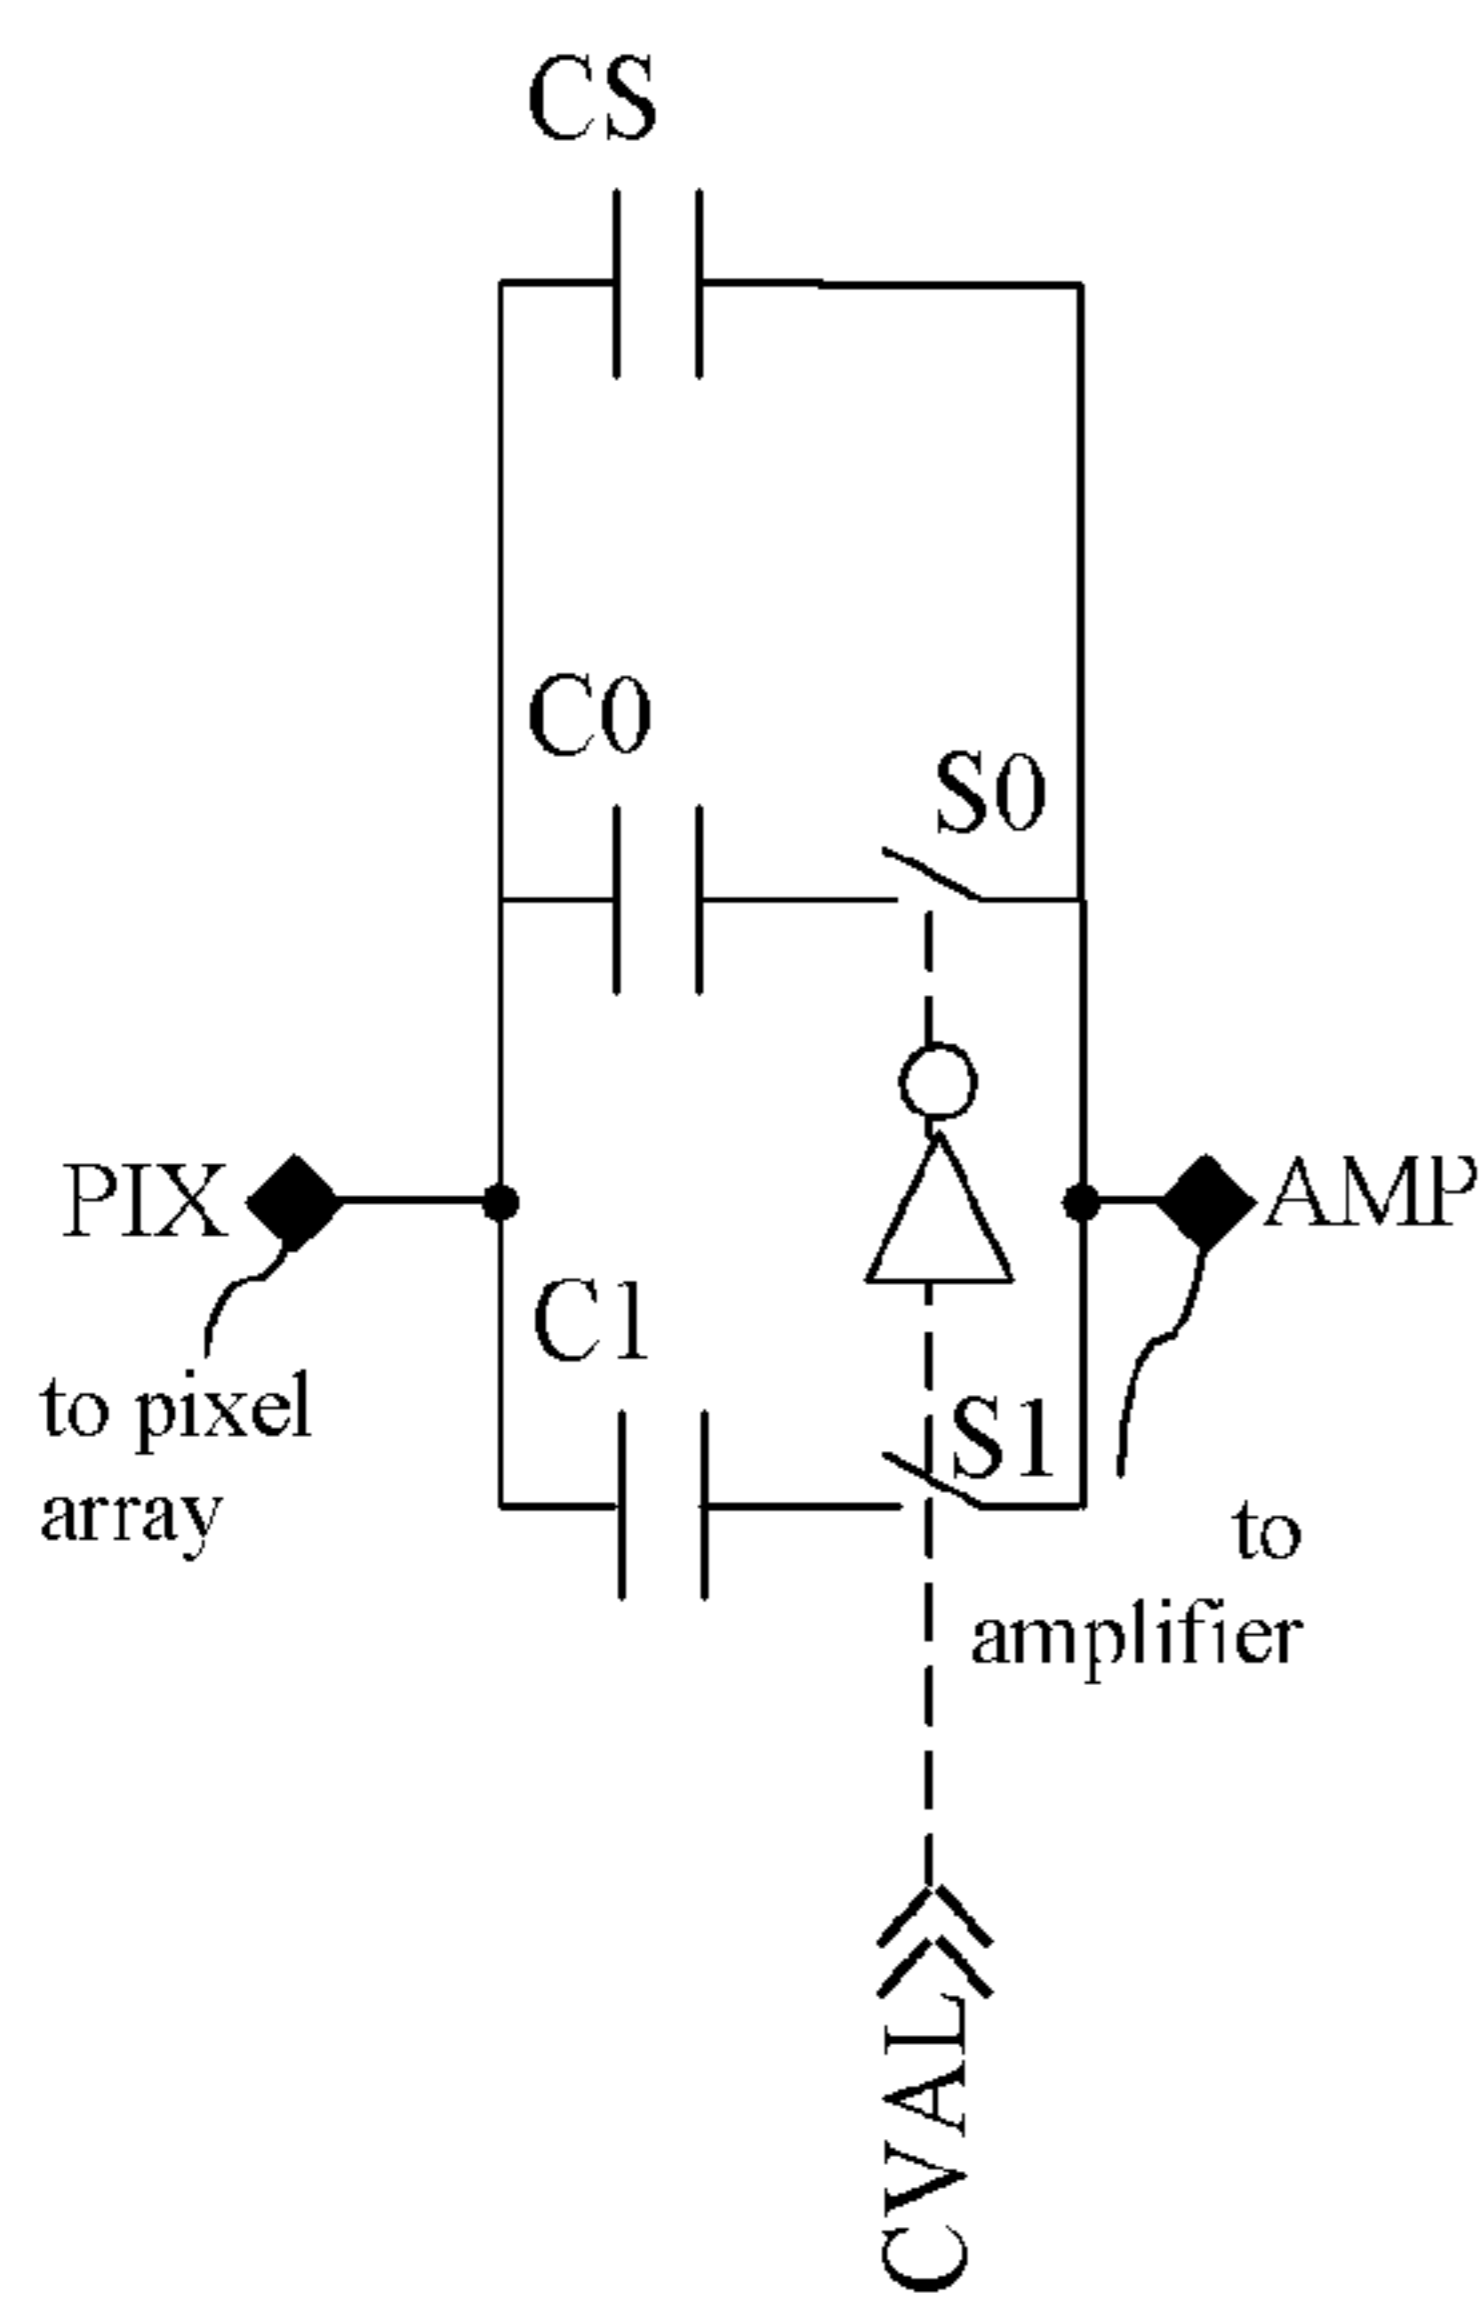 CS
C0
S0
PIX
AMP
C1
to pixel
array
S1
to
amplifier
CVAL